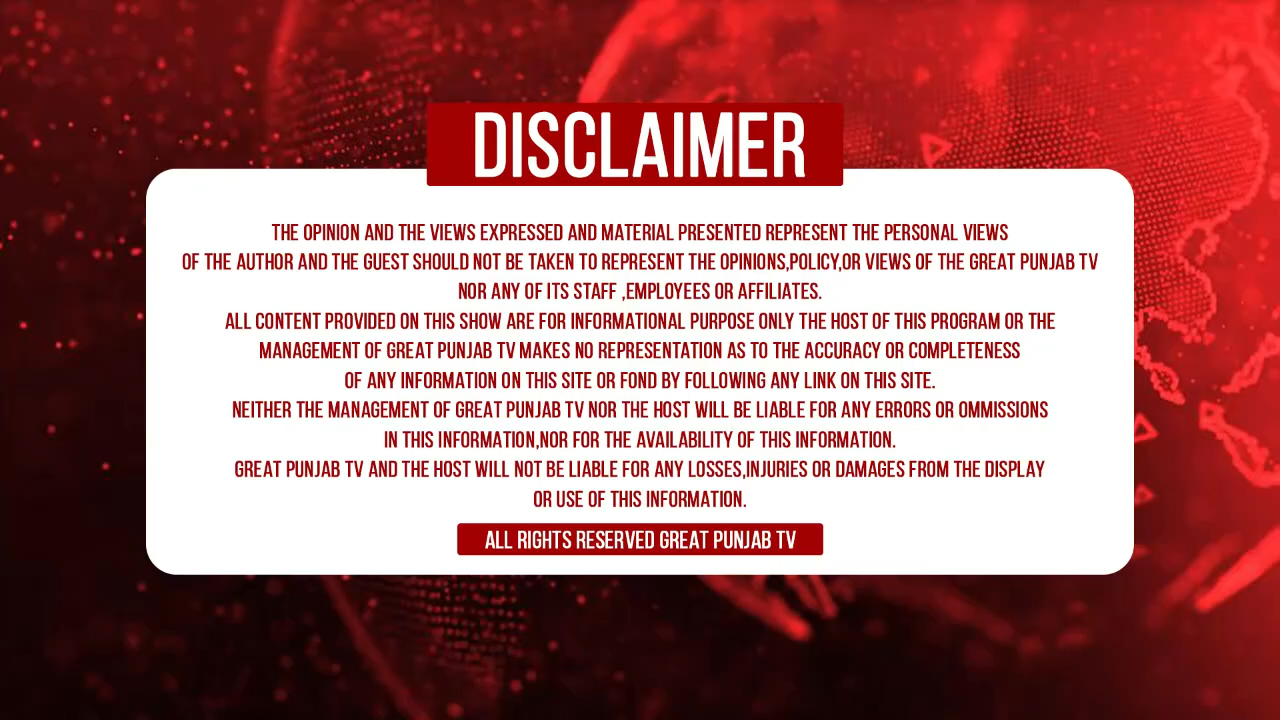 DISCLAIMER
THE OPINION AND THE VIEWS EXPRESSED AND MATERIAL PRESENTED REPRESENT THE PERSONAL VIEWS
OF THE AUTHOR AND THE GUEST SHOULD NOT BE TAKEN TO REPRESENT THE OPINIONS,POLICY,OR VIEWS OF THE GREAT PUNJAB TV
NOR ANY OF ITS STAFF ,EMPLOYEES OR AFFILIATES.
ALL CONTENT PROVIDED ON THIS SHOW ARE FOR INFORMATIONAL PURPOSE ONLY THE HOST OF THIS PROGRAM OR THE
MANAGEMENT OF GREAT PUNJAB TV MAKES NO REPRESENTATION AS TO THE ACCURACY OR COMPLETENESS
OF ANY INFORMATION ON THIS SITE OR FOND BY FOLLOWING ANY LINK ON THIS SITE.
NEITHER THE MANAGEMENT OF GREAT PUNJAB TV NOR THE HOST WILL BE LIABLE FOR ANY ERRORS OR OMMISSIONS
IN THIS INFORMATION,NOR FOR THE AVAILABILITY OF THIS INFORMATION.
GREAT PUNJAB TV AND THE HOST WILL NOT BE LIABLE FOR ANY LOSSES,INJURIES OR DAMAGES FROM THE DISPLAY
OR USE OF THIS INFORMATION.
ALL RIGHTS RESERVED GREAT PUNJAB TV